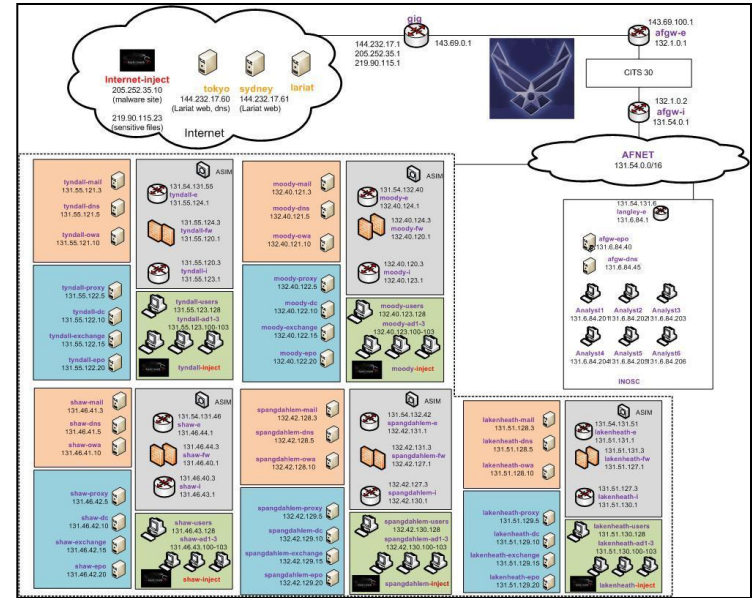 gig
144.232.17.1
205.252.35.1
219.90.115.1
143.69.0.1
143.69.100.1
afgw-e
132.1.0.1
CITS 30
132.1.0.2
afgw-i
131.54.0.1
Internet-inject
205.252.35.10
(malware site)
219.90.115.23
(sensitive files)
tokyo
144.232.17.60
(Lariat web, dns)
sydney
144.232.17.61
(Lariat web)
lariat
Internet
AFNET
131.54.0.0/16
131.54.131.6
langley-e
131.6.84.1
afgw-epo
131.6.84.40
afgw-dns
131.6.84.45
Analyst1
131.6.84.201
Analyst2
131.6.84.202
Analyst3
131.6.84.203
Analyst4
131.6.84.204
Analyst5
131.6.84.205
Analyst6
131.6.84.206
INOSC
tyndall-mail
131.55.121.3
tyndall-dns
131.55.121.5
tyndall-owa
131.55.121.10
ASIM
131.54.131.55
tyndall-e
131.55.124.1
131.55.124.3
tyndall-fw
131.55.120.1
131.55.120.3
tyndall-i
131.55.123.1
tyndall-proxy
131.55.122.5
tyndall-dc
131.55.122.10
tyndall-exchange
131.55.122.15
tyndall-epo
131.55.122.20
tyndall-users
131.55.123.128
tyndall-ad1-3
131.55.123.100-103
tyndall-inject
moody-mail
132.40.121.3
moody-dns
132.40.121.5
moody-owa
132.40.121.10
ASIM
131.54.132.40
moody-e
132.40.124.1
132.40.124.3
moody-fw
132.40.120.1
132.40.120.3
moody-i
132.40.123.1
moody-proxy
132.40.122.5
moody-dc
132.40.122.10
moody-exchange
132.40.122.15
moody-epo
132.40.122.20
moody-users
132.40.123.128
moody-ad1-3
132.40.123.100-103
moody-inject
shaw-mail
131.46.41.3
shaw-dns
131.46.41.5
shaw-owa
131.46.41.10
ASIM
131.54.131.46
shaw-e
131.46.44.1
131.46.44.3
shaw-fw
131.46.40.1
131.46.40.3
shaw-i
131.46.43.1
shaw-proxy
131.46.42.5
shaw-dc
131.46.42.10
shaw-exchange
131.46.42.15
shaw-epo
131.46.42.20
shaw-users
131.46.43.128
shaw-ad1-3
131.46.43.100-103
shaw-inject
spangdahlem-mail
132.42.128.3
spangdahlem-dns
132.42.128.5
spangdahlem-owa
132.42.128.10
ASIM
131.54.132.42
spangdahlem-e
132.42.131.1
132.42.131.3
spangdahlem-fw
132.42.127.1
132.42.127.3
spangdahlem-i
132.42.130.1
spangdahlem-proxy
132.42.129.5
spangdahlem-dc
132.42.129.10
spangdahlem-exchange
132.42.129.15
spangdahlem-epo
132.42.129.20
spangdahlem-users
132.42.130.128
spangdahlem-ad1-3
132.42.130.100-103
spangdahlem-inject
lakenheath-mail
131.51.128.3
lakenheath-dns
131.51.128.5
lakenheath-owa
131.51.128.10
ASIM
131.54.131.51
lakenheath-e
131.51.131.1
131.51.131.3
lakenheath-fw
131.51.127.1
131.51.127.3
lakenheath-i
131.51.130.1
lakenheath-proxy
131.51.129.5
lakenheath-dc
131.51.129.10
lakenheath-exchange
131.51.129.15
lakenheath-epo
131.51.129.20
lakenheath-users
131.51.130.128
lakenheath-ad1-3
131.51.130.100-103
lakenheath-inject